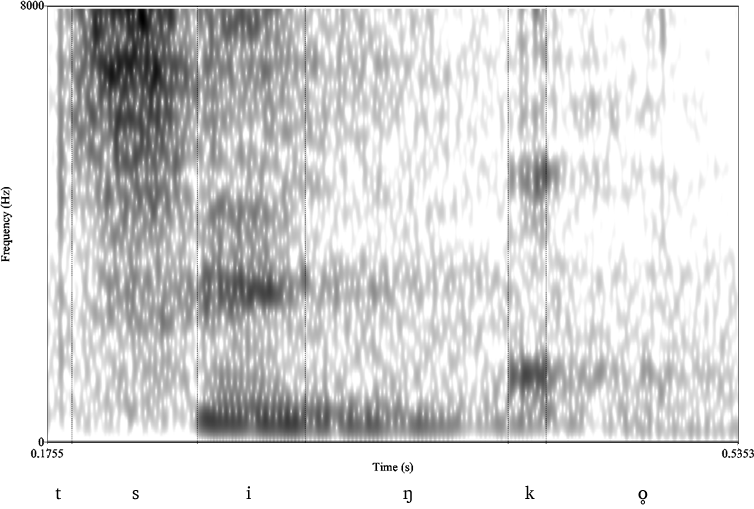 8000
Frequency (Hz)
0
0.1755
Time (s)
0.5353
t s i ŋ k o̥